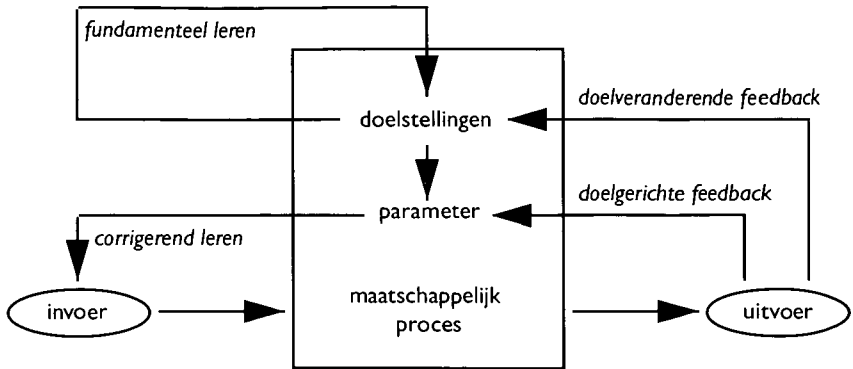 fundamenteel leren
doelveranderende feedback
doelstellingen
doelgerichte feedback
parameter
corrigerend leren
maatschappelijk
proces
invoer
uitvoer